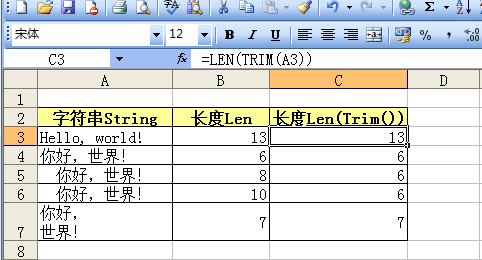 宋体 12 B I U % ,
C3 fx =LEN(TRIM(A3))
A B C D
1
2 字符串String 长度Len 长度Len(Trim())
3 Hello, world! 13 13
4 你好，世界！ 6 6
5 你好，世界！ 8 6
6 你好，世界！ 10 6
你好，
7 世界！ 7 7
8